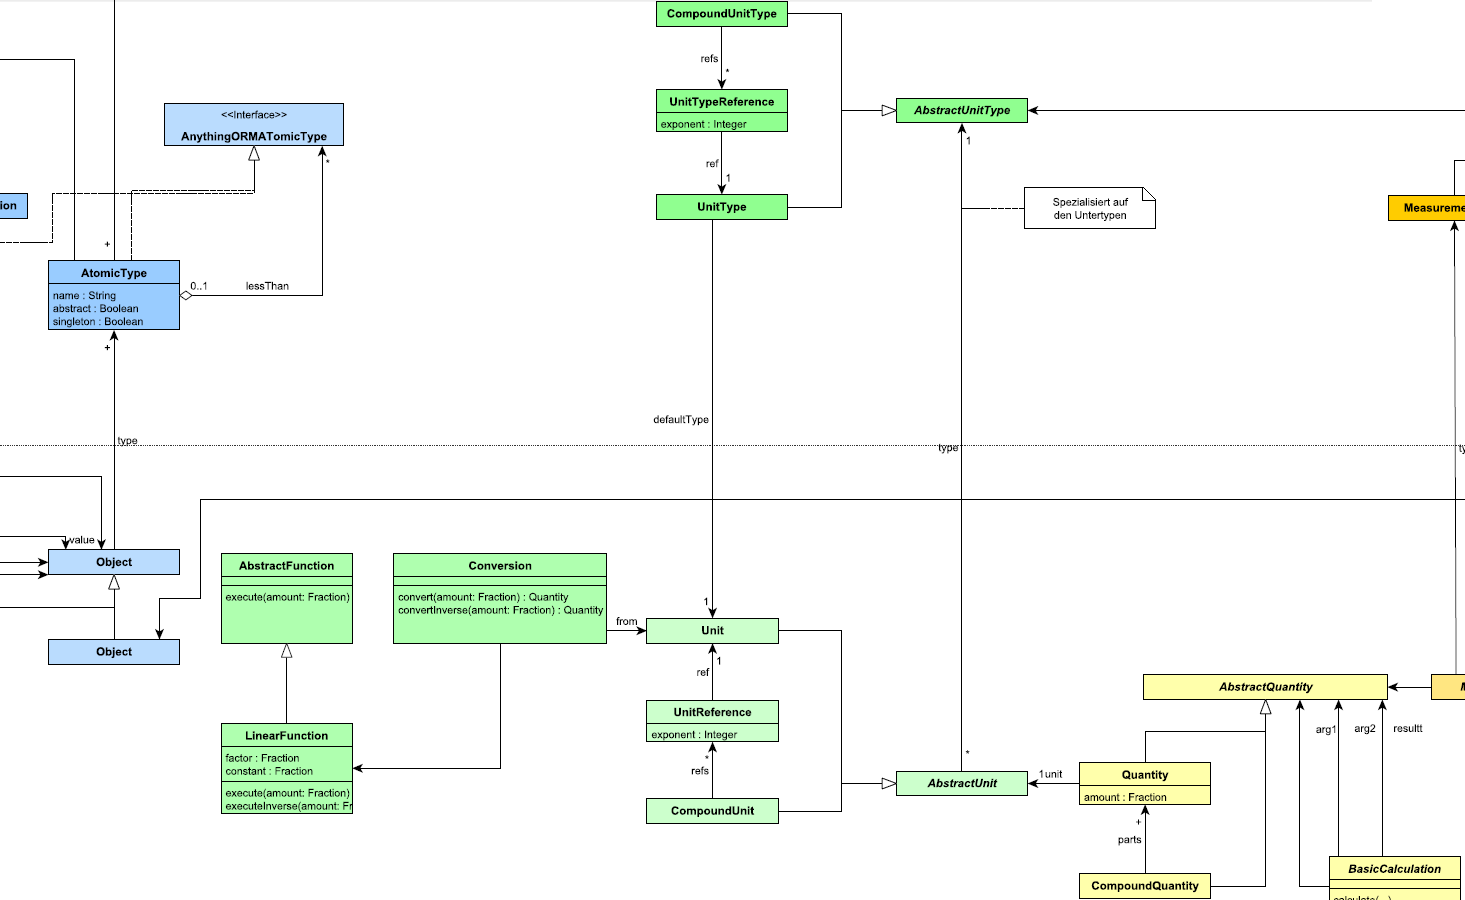 CompoundUnitType
refs
*
UnitTypeReference
exponent : Integer
ref
1
UnitType
AbstractUnitType
1
Spezialisiert auf
den Untertypen
<<Interface>>
AnythingORMATomicType
*
ion
+
AtomicType
name : String
abstract : Boolean
singleton : Boolean
0..1
lessThan
+
type
defaultType
type
ty
Measureme
value
Object
Object
AbstractFunction
execute(amount: Fraction)
Conversion
convert(amount: Fraction) : Quantity
convertInverse(amount: Fraction) : Quantity
from
1
Unit
1
ref
UnitReference
exponent : Integer
*
refs
CompoundUnit
LinearFunction
factor : Fraction
constant : Fraction
execute(amount: Fraction)
executeInverse(amount: Fr
*
AbstractUnit
1unit
AbstractQuantity
M
arg1
arg2
resultt
Quantity
amount : Fraction
+
parts
CompoundQuantity
BasicCalculation
calculate(...)